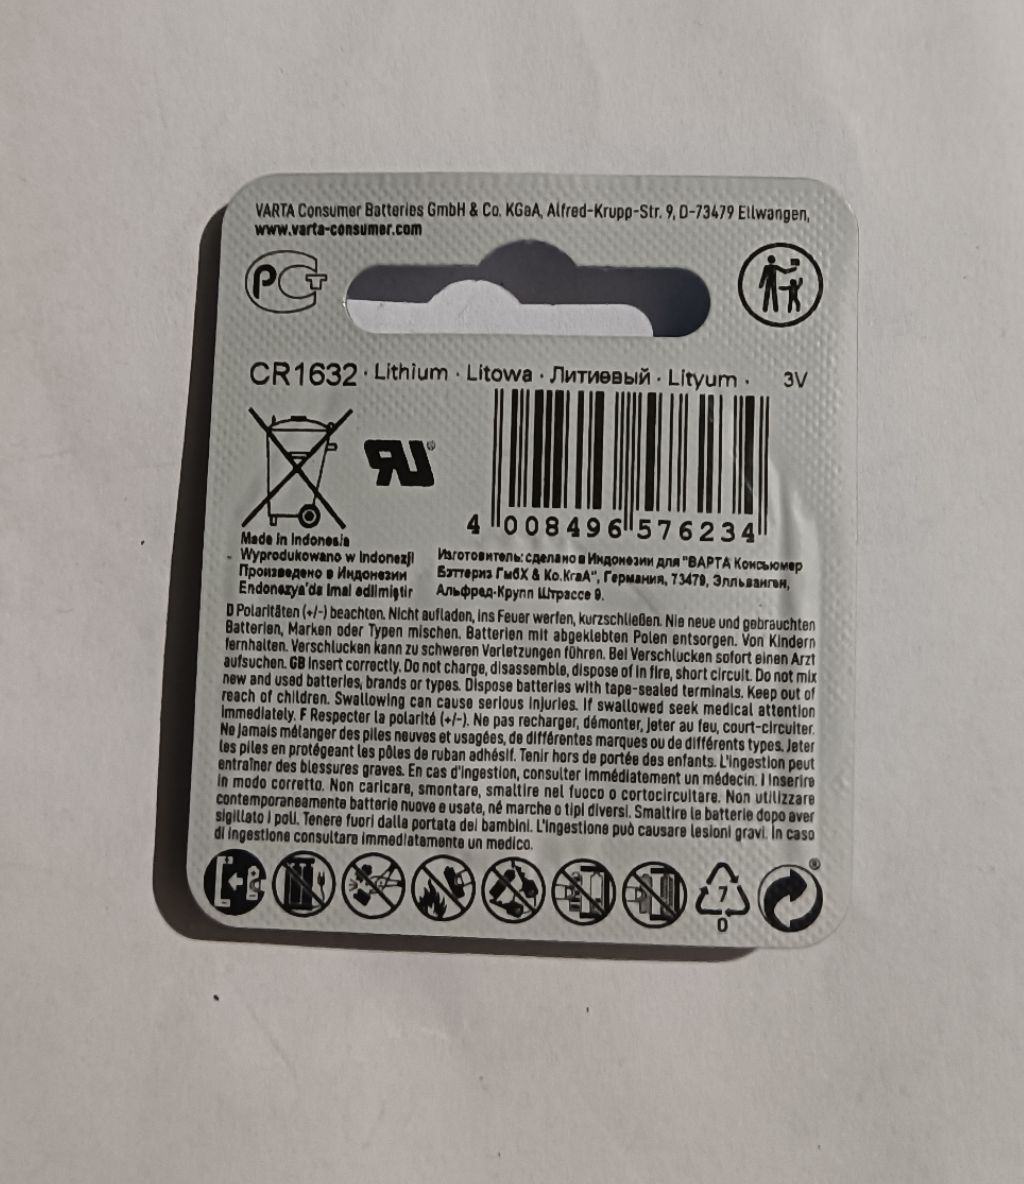 VARTA Consumer Batteries GmbH & Co. KGaA, Alfred-Krupp-Str. 9, D-73479 Ellwangen,
www.varta-consumer.com
РСТ
CR1632 · Lithium · Litowa · Литиевый · Lityum · 3V
RU®
4 008496 576234
Made in Indonesia
Wyprodukowano w Indonezji
Произведено в Индонезии
Endonezya'da imal edilmiştir
Изготовитель: сделано в Индонезии для "ВАРТА Консьюмер
Бэттериз ГмбХ & Ко.КгаА", Германия, 73479, Элльванген,
Альфред-Крупп Штрассе 9.
D Polaritäten (+/-) beachten. Nicht aufladen, ins Feuer werfen, kurzschließen. Nie neue und gebrauchten
Batterien, Marken oder Typen mischen. Batterien mit abgeklebten Polen entsorgen. Von Kindern
fernhalten. Verschlucken kann zu schweren Verletzungen führen. Bei Verschlucken sofort einen Arzt
aufsuchen. GB Insert correctly. Do not charge, disassemble, dispose of in fire, short circuit. Do not mix
new and used batteries, brands or types. Dispose batteries with tape-sealed terminals. Keep out of
reach of children. Swallowing can cause serious injuries. If swallowed seek medical attention
immediately. F Respecter la polarité (+/-). Ne pas recharger, démonter, jeter au feu, court-circuiter.
Ne jamais mélanger des piles neuves et usagées, de différentes marques ou de différents types. Jeter
les piles en protégeant les pôles de ruban adhésif. Tenir hors de portée des enfants. L'ingestion peut
entraîner des blessures graves. En cas d'ingestion, consulter immédiatement un médecin. I Inserire
in modo corretto. Non caricare, smontare, smaltire nel fuoco o cortocircuitare. Non utilizzare
contemporaneamente batterie nuove e usate, né marche o tipi diversi. Smaltire le batterie dopo aver
sigillato i poli. Tenere fuori dalla portata dei bambini. L'ingestione può causare lesioni gravi. In caso
di ingestione consultare immediatamente un medico.
7
0
®